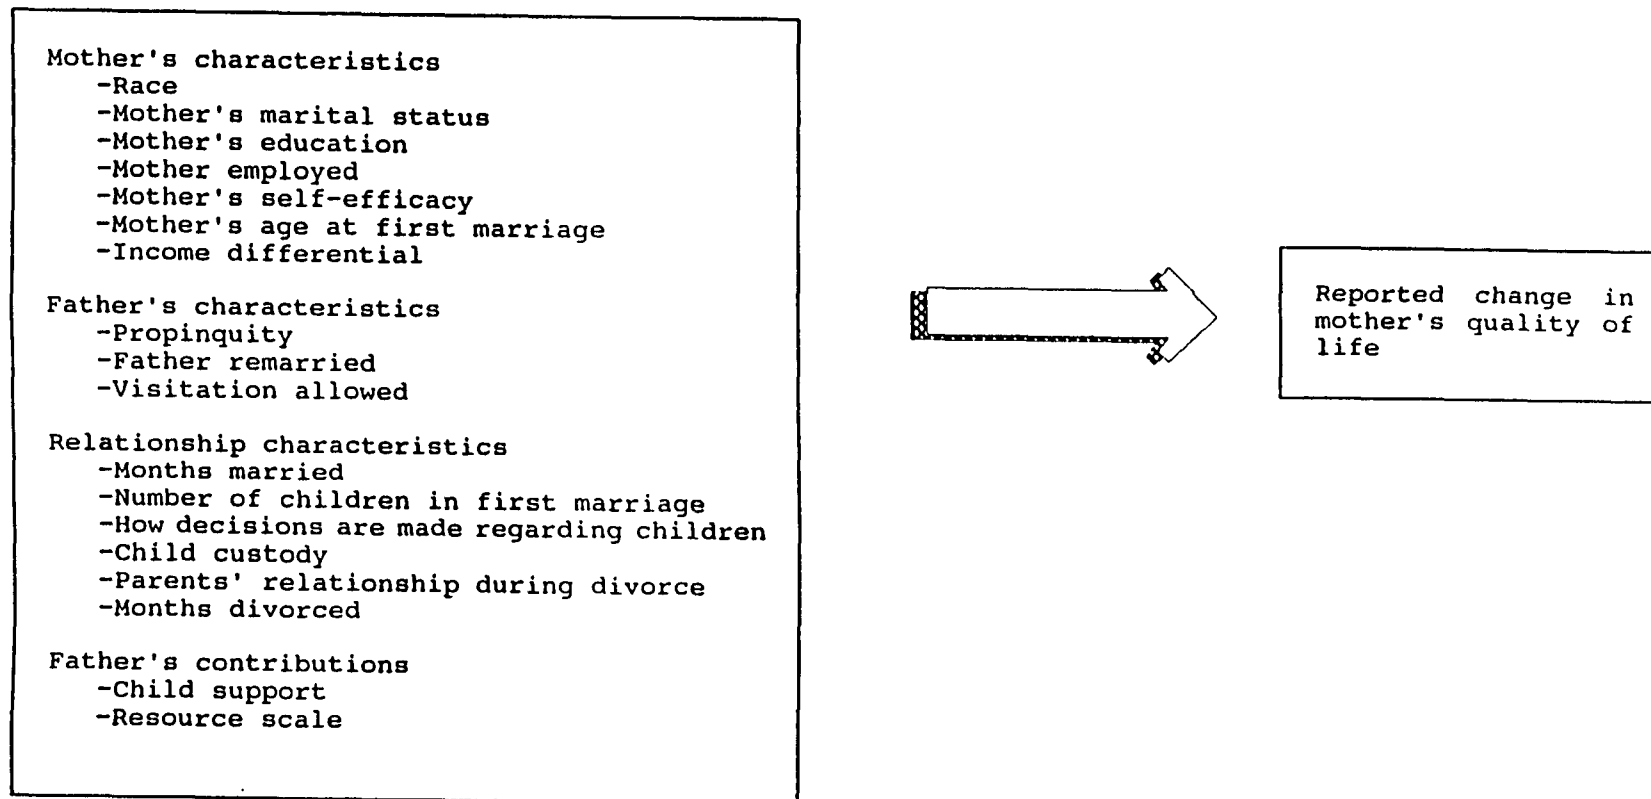 Mother's characteristics
-Race
-Mother's marital status
-Mother's education
-Mother employed
-Mother's self-efficacy
-Mother's age at first marriage
-Income differential
Father's characteristics
-Propinquity
-Father remarried
-Visitation allowed
Relationship characteristics
-Months married
-Number of children in first marriage
-How decisions are made regarding children
-Child custody
-Parents' relationship during divorce
-Months divorced
Father's contributions
-Child support
-Resource scale
Reported change in
mother's quality of
life